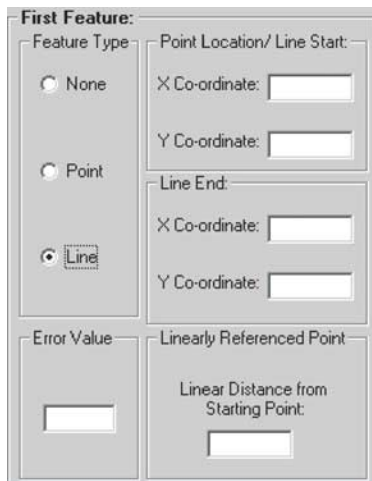 First Feature:
Feature Type
None
Point
Line
Point Location/ Line Start:
X Co-ordinate:
Y Co-ordinate:
Line End:
X Co-ordinate:
Y Co-ordinate:
Error Value
Linearly Referenced Point
Linear Distance from
Starting Point: